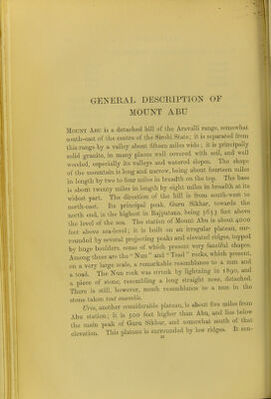 GENERAL DESCRIPTION OF
MOUNT ABU
MOUNT ABU is a detached hill of the Aravalli range, somewhat
south-east of the centre of the Sirohi State; it is separated from
this range by a valley about fifteen miles wide; it is principally
solid granite, in many places well covered with soil, and well
wooded, especially its valleys and watered slopes. The shape
of the mountain is long and narrow, being about fourteen miles
in length by two to four miles in breadth on the top. The base
is about twenty miles in length by eight miles in breadth at its
widest part. The direction of the hill is from south-west to
north-east. Its principal peak Guru Sikhar, towards the
north end, is the highest in Rajputana, being 5653 feet above
the level of the sea. The station of Mount Abu is about 4000
feet above sea-level; it is built on an irregular plateau, sur-
rounded by several projecting peaks and elevated ridges, topped
by huge boulders, some of which present very fanciful shapes.
Among these are the "Nun" and "Toad" rocks, which present,
on a very large scale, a remarkable resemblance to a nun and
a toad. The Nun rock was struck by lightning in 1890, and
a piece of stone, resembling a long straight nose, detached.
There is still, however, much resemblance to a nun in the
stone taken tout ensemble.
Urea, another considerable plateau, is about five miles from
Abu station; it is 500 feet higher than Abu, and lies below
the main peak of Guru Sikhar, and somewhat south of that
elevation. This plateau is surrounded by low ridges. It con-